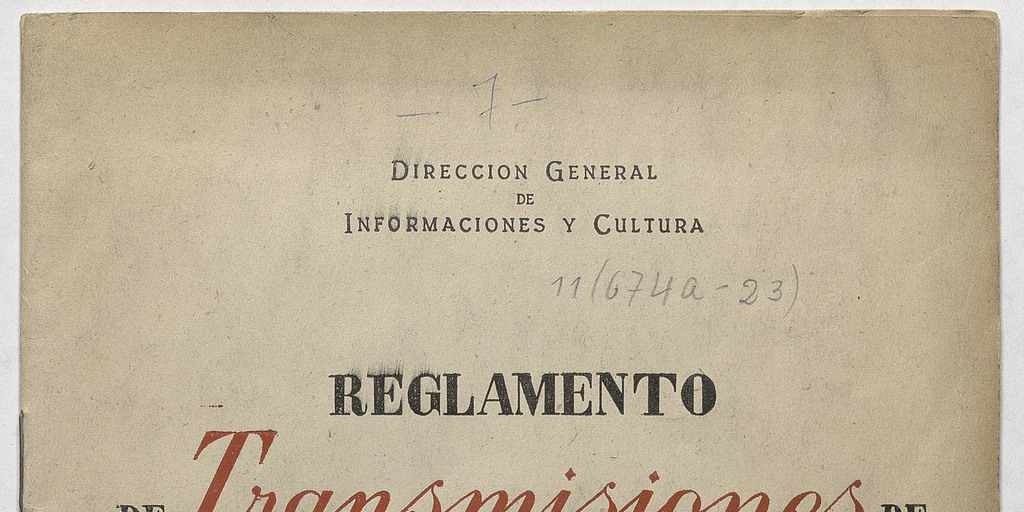 — 7 —
DIRECCION GENERAL
DE
INFORMACIONES Y CULTURA
11(674a-23)
REGLAMENTO
DE Transmisiones DE